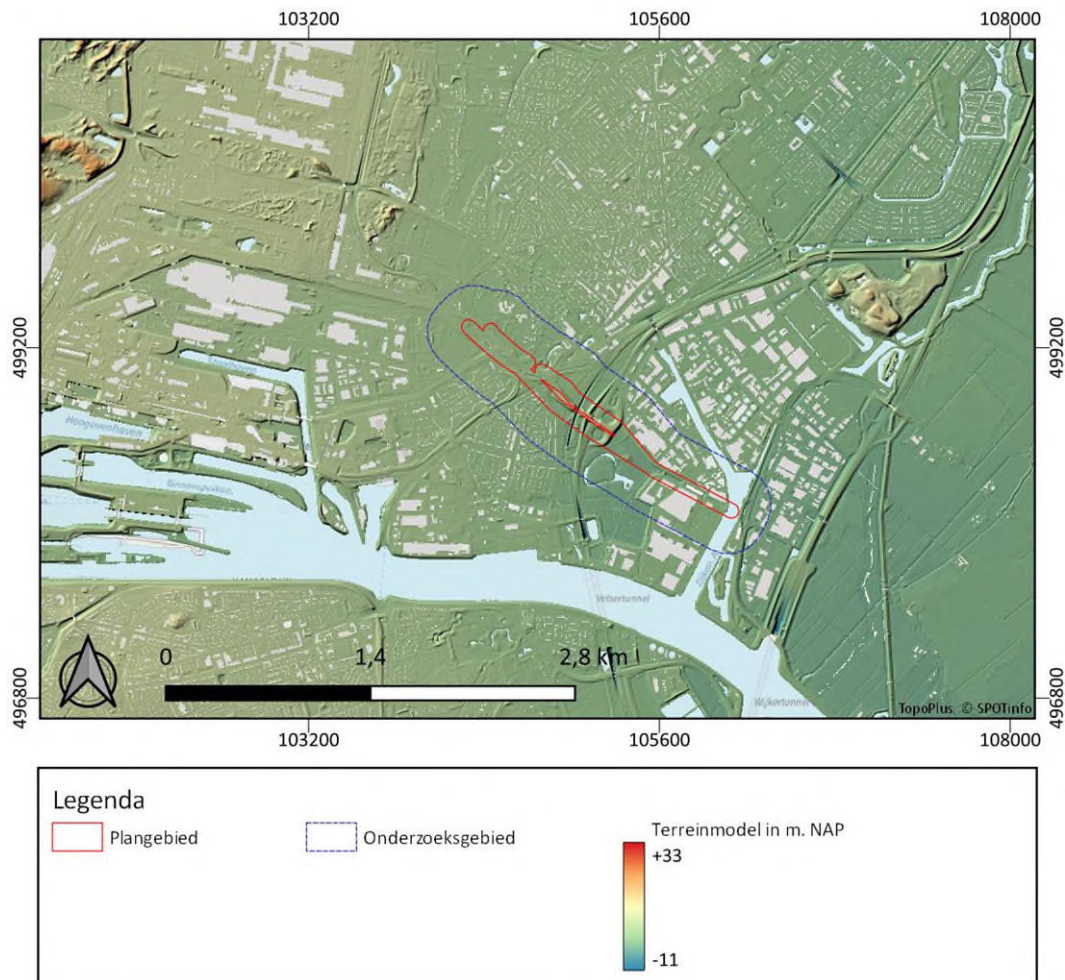 103200
105600
108000
499200
499200
Hoogovenhaven
Velsertunnel
0
1,4
2,8 km
Wijkertunnel
496800
496800
TopoPlus © SPOTinfo
103200
105600
108000
Legenda
Plangebied
Onderzoeksgebied
Terreinmodel in m. NAP
+33
-11